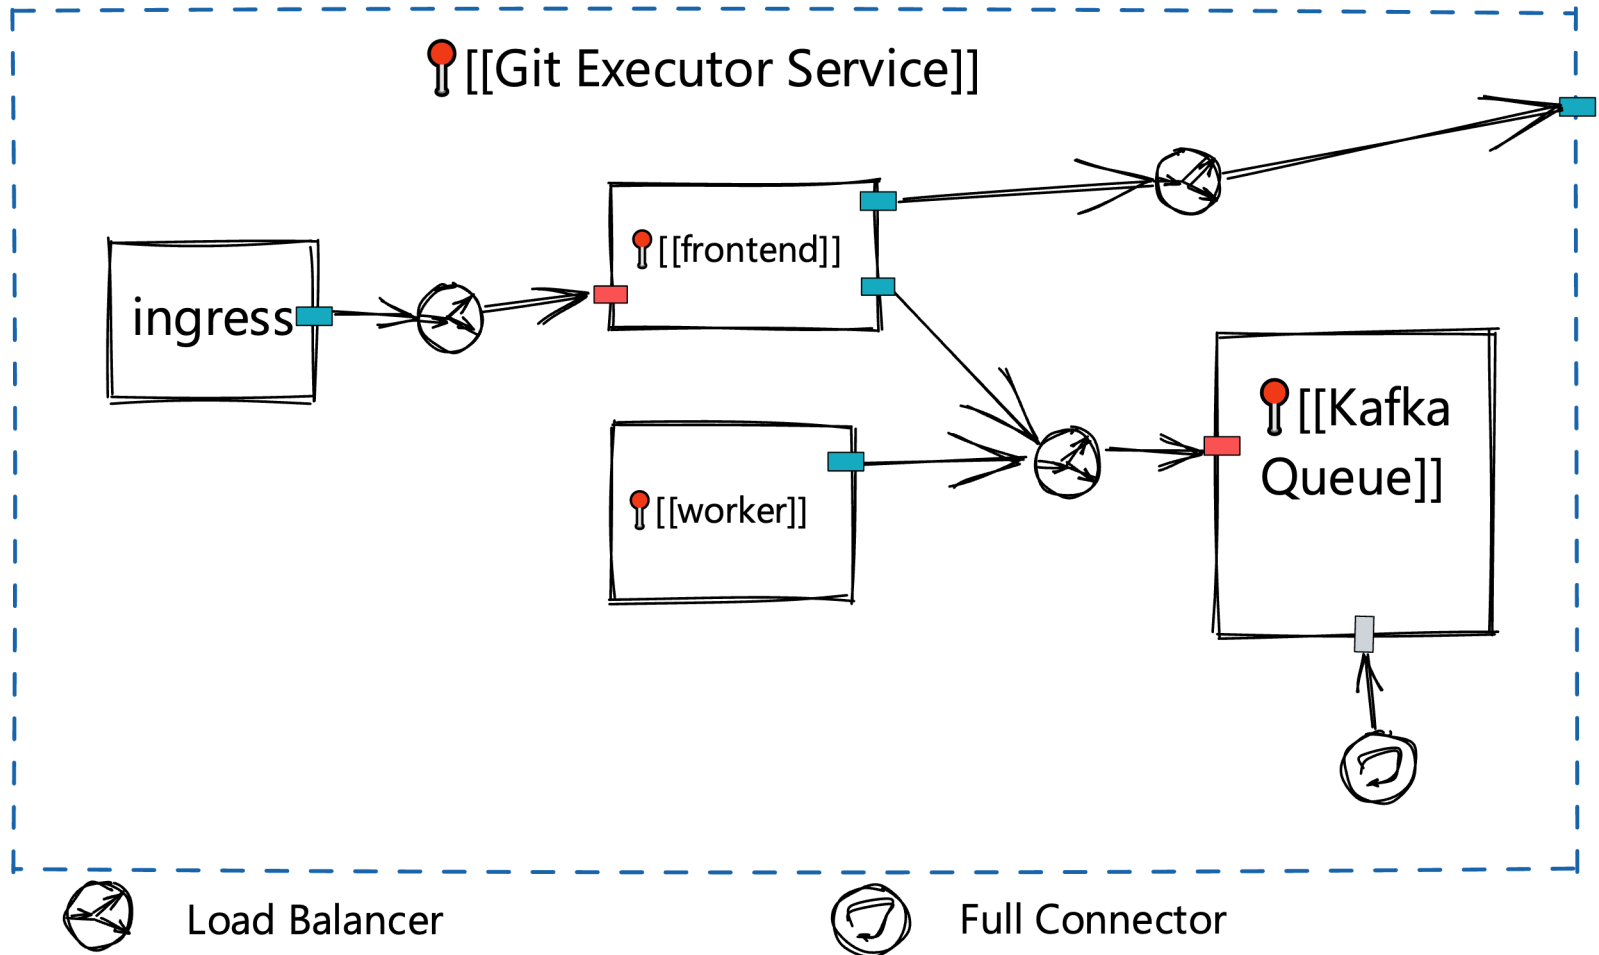 [[Git Executor Service]]
[[frontend]]
ingress
[[Kafka
Queue]]
[[worker]]
Load Balancer
Full Connector